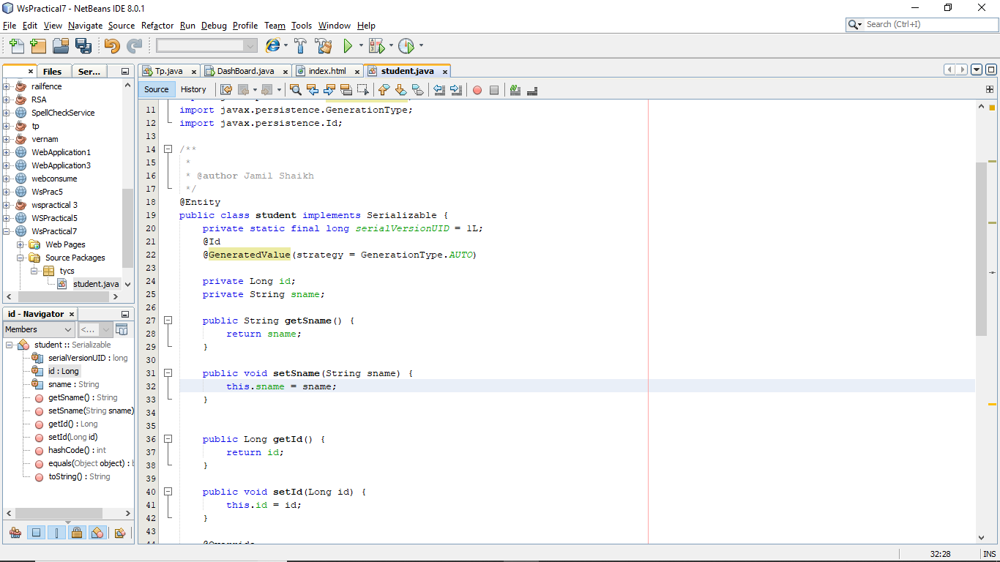 WsPractical7 - NetBeans IDE 8.0.1
File Edit View Navigate Source Refactor Run Debug Profile Team Tools Window Help
Search (Ctrl+I)
Files Ser...
railfence
RSA
SpellCheckService
tp
vernam
WebApplication1
WebApplication3
webconsume
WsPrac5
wspractical 3
WSPractical5
WsPractical7
Web Pages
Source Packages
tycs
student.java
id - Navigator
Members <...
student :: Serializable
serialVersionUID : long
id : Long
sname : String
getSname() : String
setSname(String sname)
getId() : Long
setId(Long id)
hashCode() : int
equals(Object object) : b
toString() : String
Tp.java DashBoard.java index.html student.java
Source History
11 import javax.persistence.GenerationType;
12 import javax.persistence.Id;
13
14 /**
15 *
16 * @author Jamil Shaikh
17 */
18 @Entity
19 public class student implements Serializable {
20 private static final long serialVersionUID = 1L;
21 @Id
22 @GeneratedValue(strategy = GenerationType.AUTO)
23
24 private Long id;
25 private String sname;
26
27 public String getSname() {
28 return sname;
29 }
30
31 public void setSname(String sname) {
32 this.sname = sname;
33 }
34
35
36 public Long getId() {
37 return id;
38 }
39
40 public void setId(Long id) {
41 this.id = id;
42 }
43
44 @Override
32:28 INS